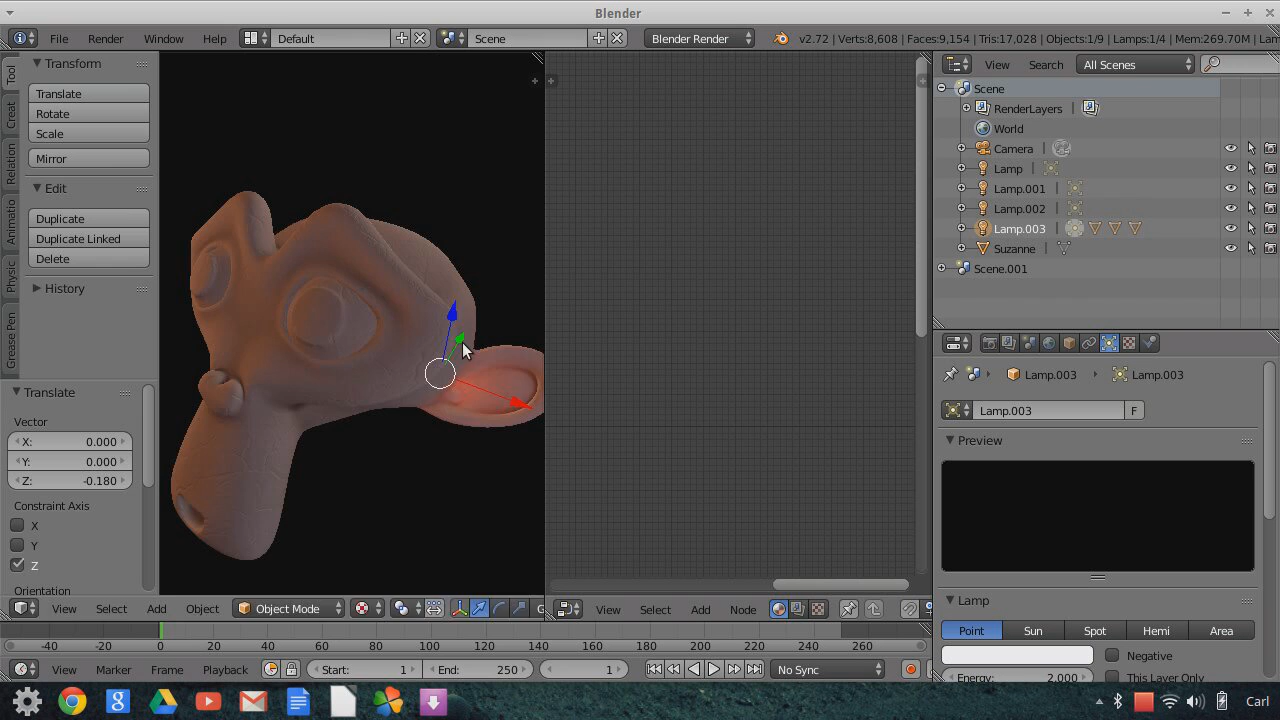 Blender
File Render Window Help Default Scene Blender Render v2.72 | Verts:8,608 | Faces:9,154 | Tris:17,028 | Objects:1/9 | Lamps:1/4 | Mem:269.70M | Lam
Tool
Creat
Relation
Animatio
Physic
Grease Pen
Transform
Translate
Rotate
Scale
Mirror
Edit
Duplicate
Duplicate Linked
Delete
History
Translate
Vector
X: 0.000
Y: 0.000
Z: -0.180
Constraint Axis
X
Y
Z
Orientation
View Select Add Object Object Mode G
View Select Add Node
View Search All Scenes
Scene
RenderLayers
World
Camera
Lamp
Lamp.001
Lamp.002
Lamp.003
Suzanne
Scene.001
Lamp.003 Lamp.003
Lamp.003 F
Preview
Lamp
Point Sun Spot Hemi Area
Negative
Energy: 2.000 This Layer Only
-40 -20 0 20 40 60 80 100 120 140 160 180 200 220 240 260
View Marker Frame Playback Start: 1 End: 250 1 No Sync
Carl